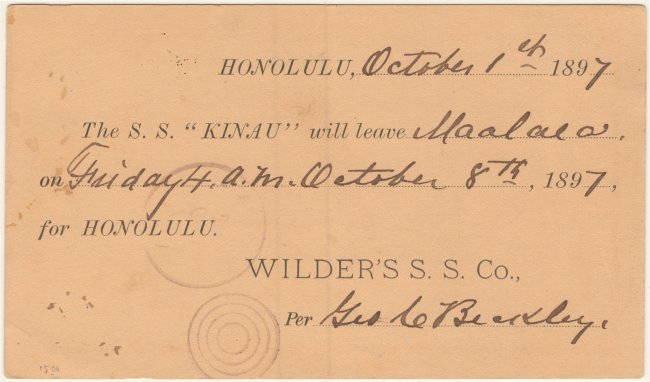 HONOLULU, October 1st 1897
The S. S. "KINAU" will leave Maalaea.
on Friday 4. a.m. October 8th, 1897,
for HONOLULU.
WILDER'S S. S. Co.,
Per Geo C Beckley.
1500